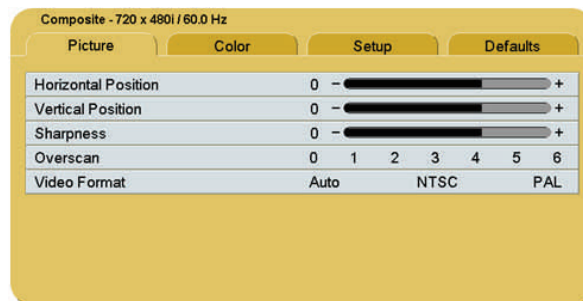 Composite - 720 x 480i / 60.0 Hz
Picture Color Setup Defaults
Horizontal Position 0 - +
Vertical Position 0 - +
Sharpness 0 - +
Overscan 0 1 2 3 4 5 6
Video Format Auto NTSC PAL